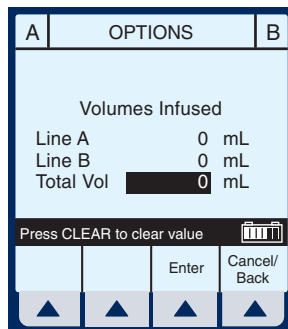 A OPTIONS B
Volumes Infused
Line A 0 mL
Line B 0 mL
Total Vol 0 mL
Press CLEAR to clear value
Enter
Cancel/
Back